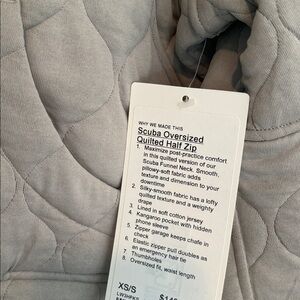 WHY WE MADE THIS
Scuba Oversized
Quilted Half Zip
1. Maximize post-practice comfort
in this quilted version of our
Scuba Funnel Neck. Smooth,
pillowy-soft fabric adds
texture and dimension to your
downtime
2. Silky-smooth fabric has a lofty
quilted texture and a weighty
drape
3. Lined in soft cotton jersey
4. Kangaroo pocket with hidden
phone sleeve
5. Zipper garage keeps chafe in
check
6. Elastic zipper pull doubles as
an emergency hair tie
7. Thumbholes
8. Oversized fit, waist length
XS/S